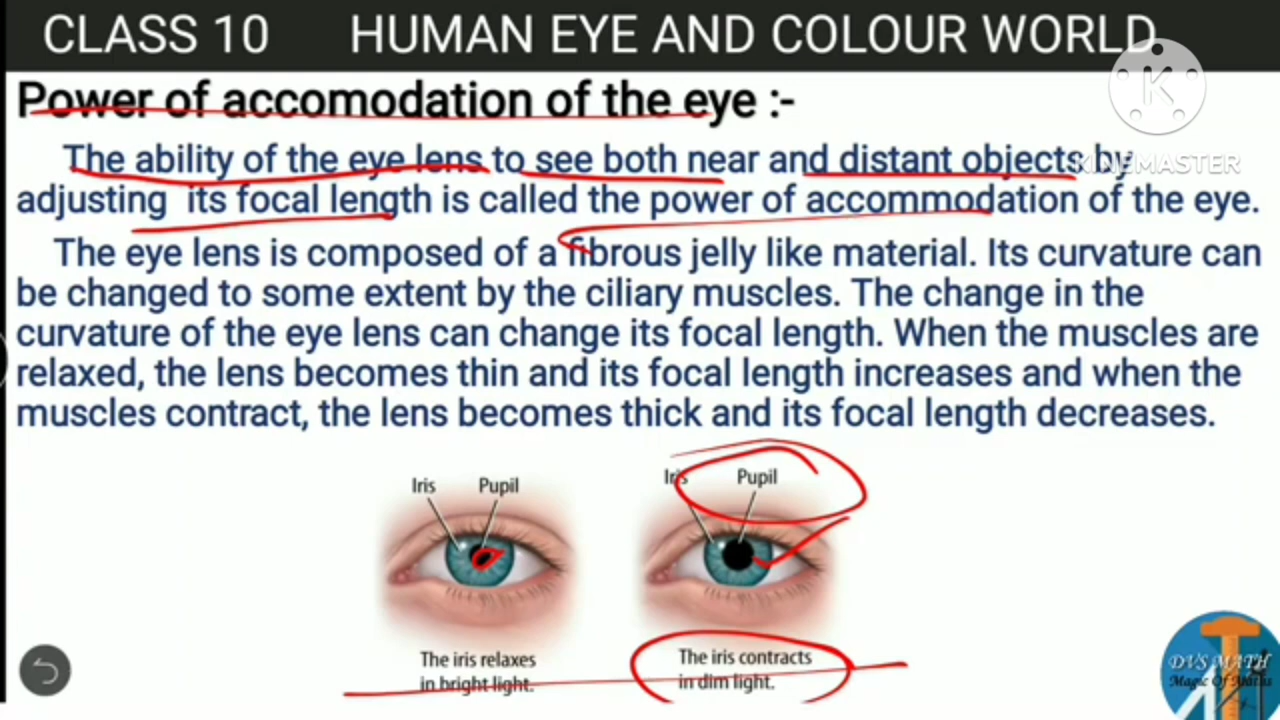 CLASS 10 HUMAN EYE AND COLOUR WORLD
Power of accomodation of the eye :-
The ability of the eye lens to see both near and distant objects by
adjusting its focal length is called the power of accommodation of the eye.
The eye lens is composed of a fibrous jelly like material. Its curvature can
be changed to some extent by the ciliary muscles. The change in the
curvature of the eye lens can change its focal length. When the muscles are
relaxed, the lens becomes thin and its focal length increases and when the
muscles contract, the lens becomes thick and its focal length decreases.
Iris Pupil
Iris Pupil
The iris relaxes
in bright light.
The iris contracts
in dim light.
K
KINEMASTER
DVS MATH
Magic Of Maths